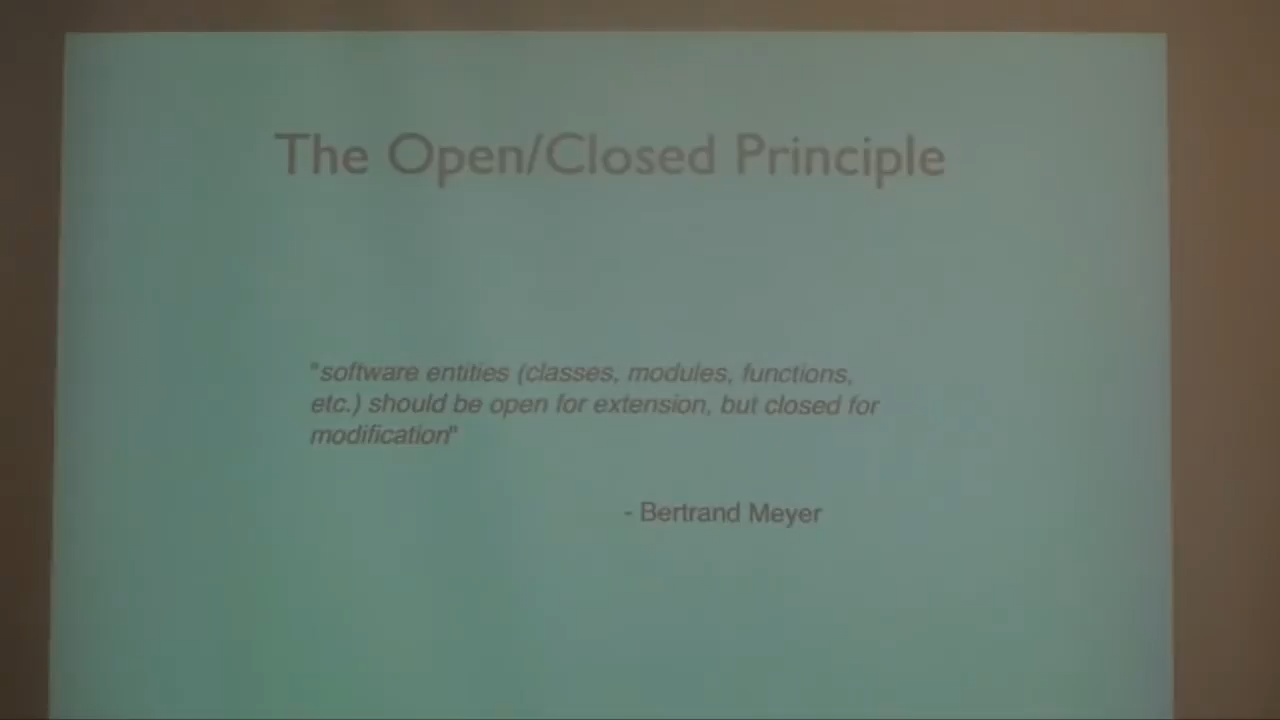 The Open/Closed Principle
"software entities (classes, modules, functions,
etc.) should be open for extension, but closed for
modification"
- Bertrand Meyer